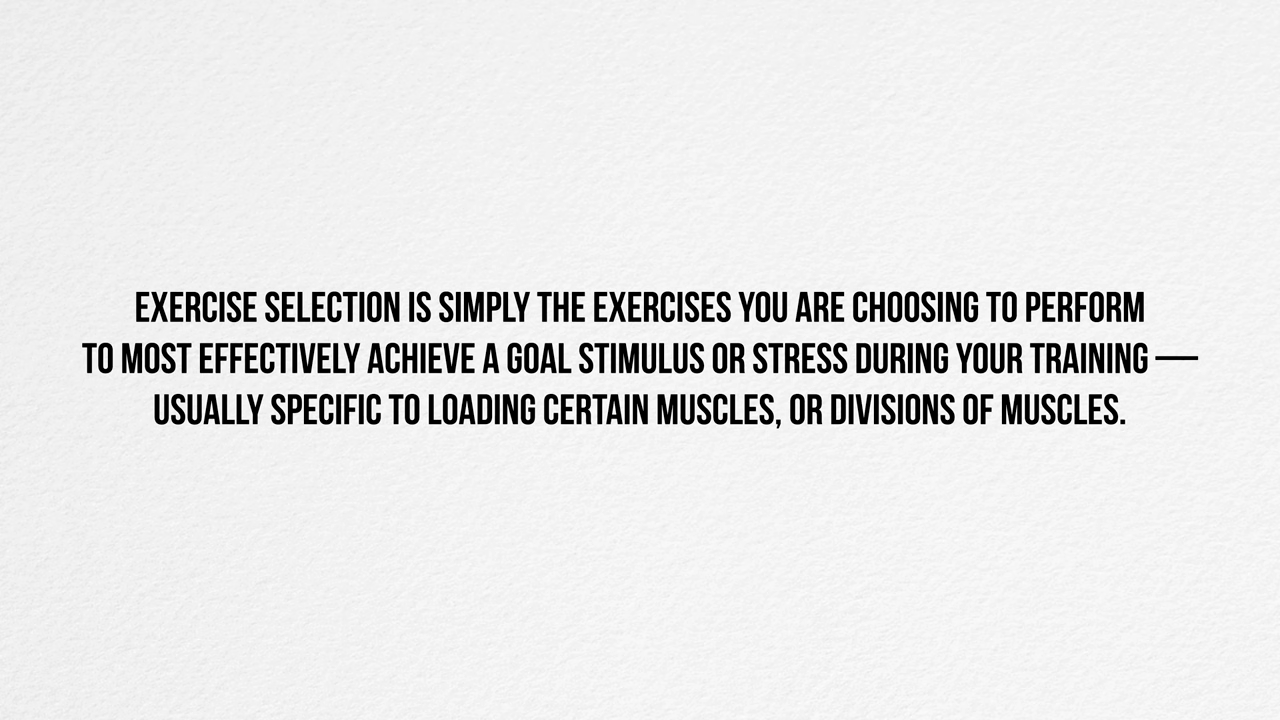 EXERCISE SELECTION IS SIMPLY THE EXERCISES YOU ARE CHOOSING TO PERFORM
TO MOST EFFECTIVELY ACHIEVE A GOAL STIMULUS OR STRESS DURING YOUR TRAINING —
USUALLY SPECIFIC TO LOADING CERTAIN MUSCLES, OR DIVISIONS OF MUSCLES.